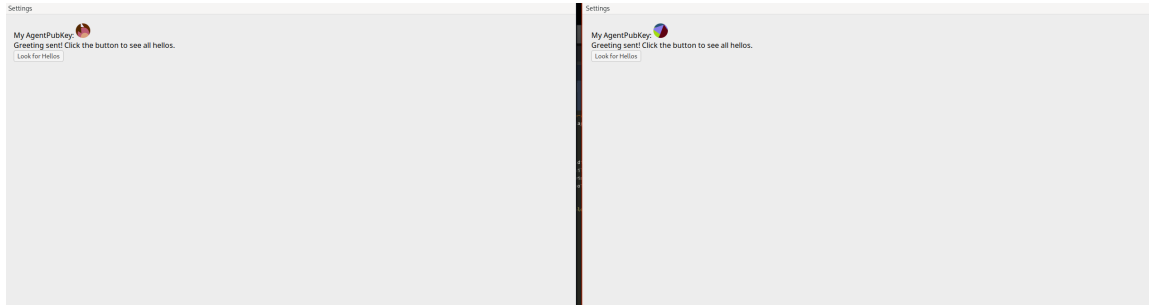 Settings
My AgentPubKey:
Greeting sent! Click the button to see all hellos.
Look for Hellos
Settings
My AgentPubKey:
Greeting sent! Click the button to see all hellos.
Look for Hellos